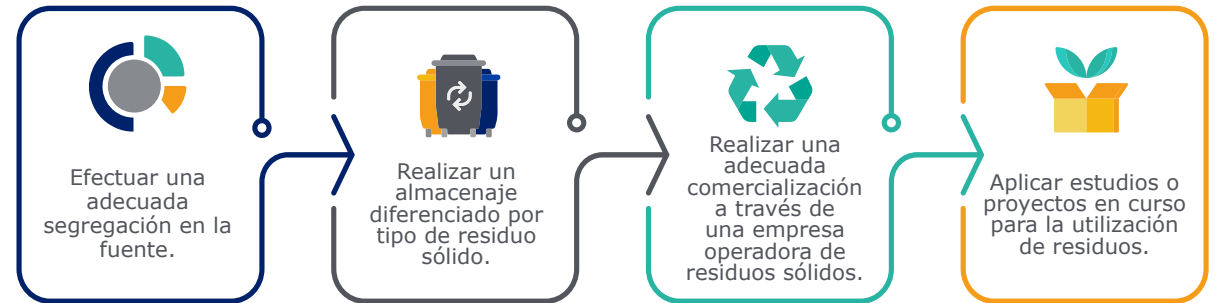 Efectuar una
adecuada
segregación en la
fuente.
Realizar un
almacenaje
diferenciado por
tipo de residuo
sólido.
Realizar una
adecuada
comercialización
a través de
una empresa
operadora de
residuos sólidos.
Aplicar estudios o
proyectos en curso
para la utilización
de residuos.